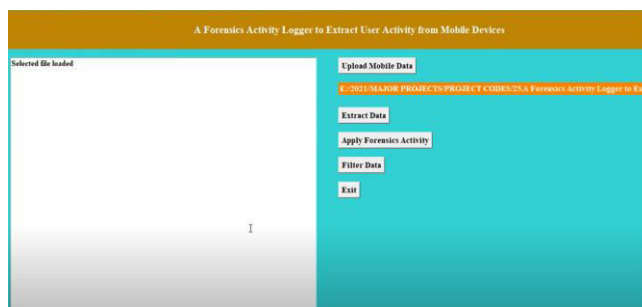 A Forensics Activity Logger to Extract User Activity from Mobile Devices
Selected file loaded
Upload Mobile Data
E:/2021/MAJOR PROJECTS/PROJECT CODES/25.A Forensics Activity Logger to Ex
Extract Data
Apply Forensics Activity
Filter Data
Exit